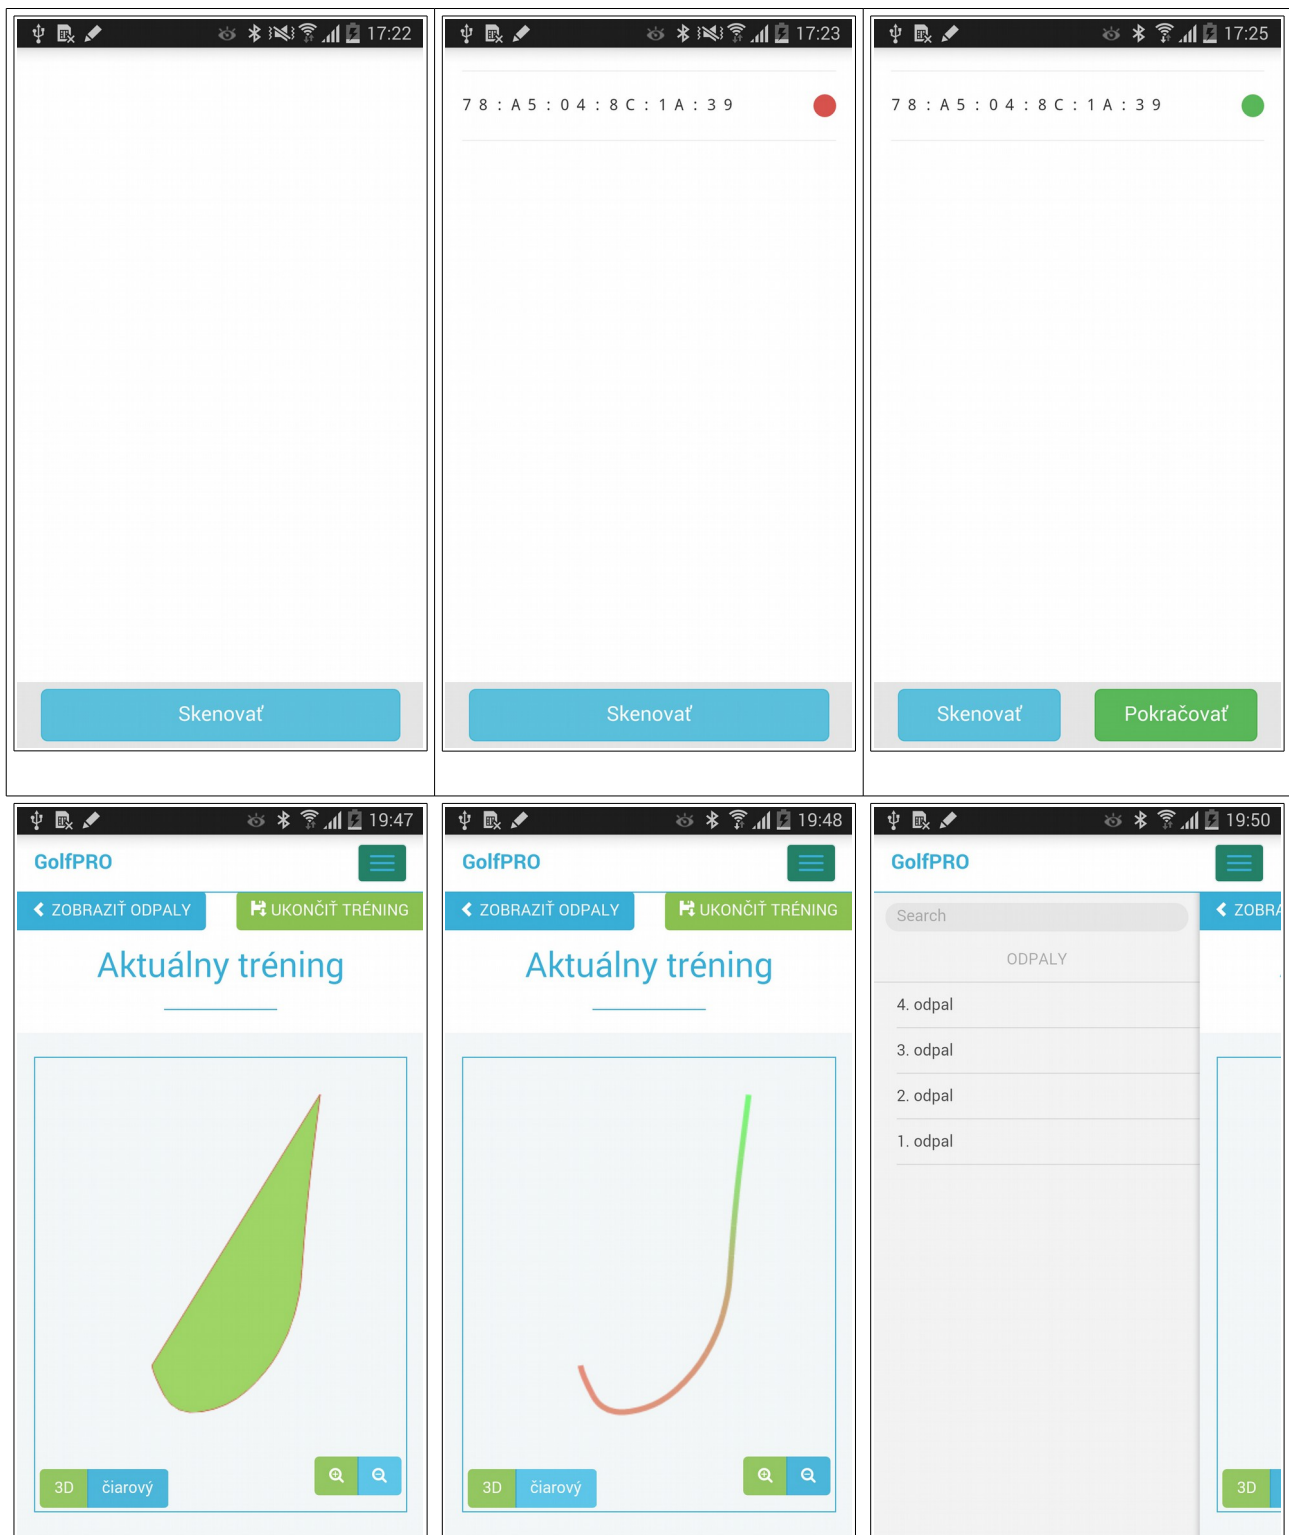 17:22
Skenovať
17:23
78:A5:04:8C:1A:39
Skenovať
17:25
78:A5:04:8C:1A:39
Skenovať Pokračovať
19:47
GolfPRO
ZOBRAZIŤ ODPALY UKONČIŤ TRÉNING
Aktuálny tréning
3D čiarový
19:48
GolfPRO
ZOBRAZIŤ ODPALY UKONČIŤ TRÉNING
Aktuálny tréning
3D čiarový
19:50
GolfPRO
Search
ZOBRA
ODPALY
4. odpal
3. odpal
2. odpal
1. odpal
3D